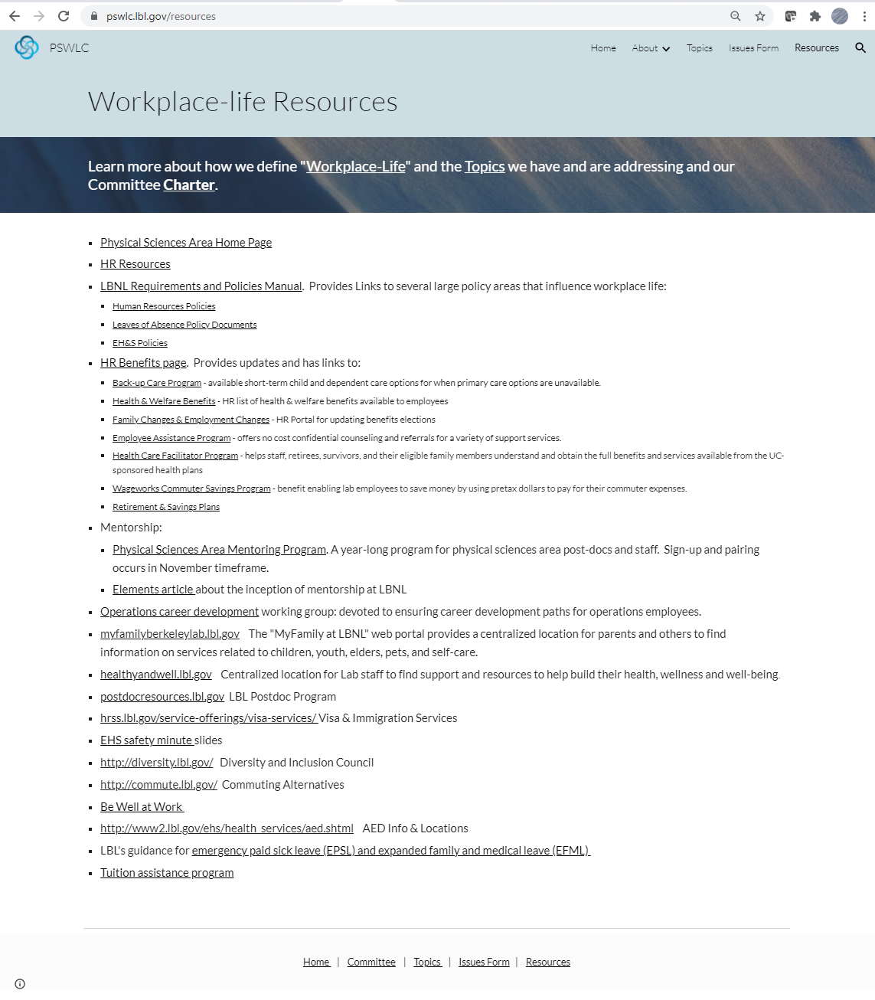 pswlc.lbl.gov/resources
PSWLC
Home About Topics Issues Form Resources
Workplace-life Resources
Learn more about how we define "Workplace-Life" and the Topics we have and are addressing and our
Committee Charter.
Physical Sciences Area Home Page
HR Resources
LBNL Requirements and Policies Manual. Provides Links to several large policy areas that influence workplace life:
Human Resources Policies
Leaves of Absence Policy Documents
EH&S Policies
HR Benefits page. Provides updates and has links to:
Back-up Care Program - available short-term child and dependent care options for when primary care options are unavailable.
Health & Welfare Benefits - HR list of health & welfare benefits available to employees
Family Changes & Employment Changes - HR Portal for updating benefits elections
Employee Assistance Program - offers no cost confidential counseling and referrals for a variety of support services.
Health Care Facilitator Program - helps staff, retirees, survivors, and their eligible family members understand and obtain the full benefits and services available from the UC-
sponsored health plans
Wageworks Commuter Savings Program - benefit enabling lab employees to save money by using pretax dollars to pay for their commuter expenses.
Retirement & Savings Plans
Mentorship:
Physical Sciences Area Mentoring Program. A year-long program for physical sciences area post-docs and staff. Sign-up and pairing
occurs in November timeframe.
Elements article about the inception of mentorship at LBNL
Operations career development working group: devoted to ensuring career development paths for operations employees.
myfamilyberkeleylab.lbl.gov The "MyFamily at LBNL" web portal provides a centralized location for parents and others to find
information on services related to children, youth, elders, pets, and self-care.
healthyandwell.lbl.gov Centralized location for Lab staff to find support and resources to help build their health, wellness and well-being.
postdocresources.lbl.gov LBL Postdoc Program
hrss.lbl.gov/service-offerings/visa-services/ Visa & Immigration Services
EHS safety minute slides
http://diversity.lbl.gov/ Diversity and Inclusion Council
http://commute.lbl.gov/ Commuting Alternatives
Be Well at Work
http://www2.lbl.gov/ehs/health_services/aed.shtml AED Info & Locations
LBL's guidance for emergency paid sick leave (EPSL) and expanded family and medical leave (EFML)
Tuition assistance program
Home | Committee | Topics | Issues Form | Resources